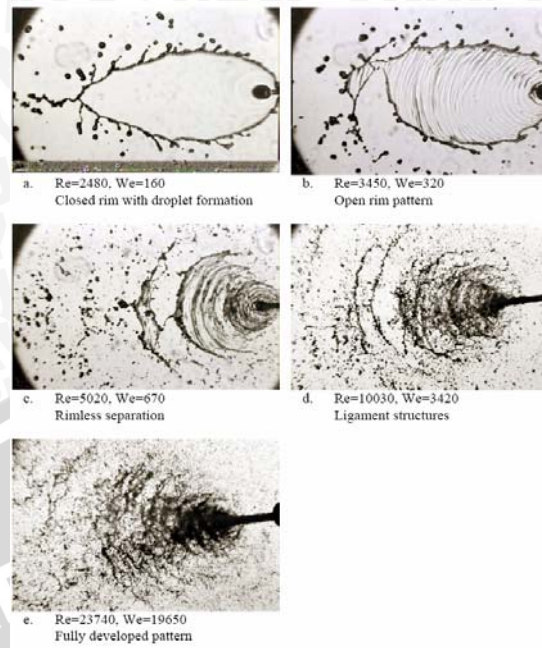 a. Re=2480, We=160
Closed rim with droplet formation
b. Re=3450, We=320
Open rim pattern
c. Re=5020, We=670
Rimless separation
d. Re=10030, We=3420
Ligament structures
e. Re=23740, We=19650
Fully developed pattern